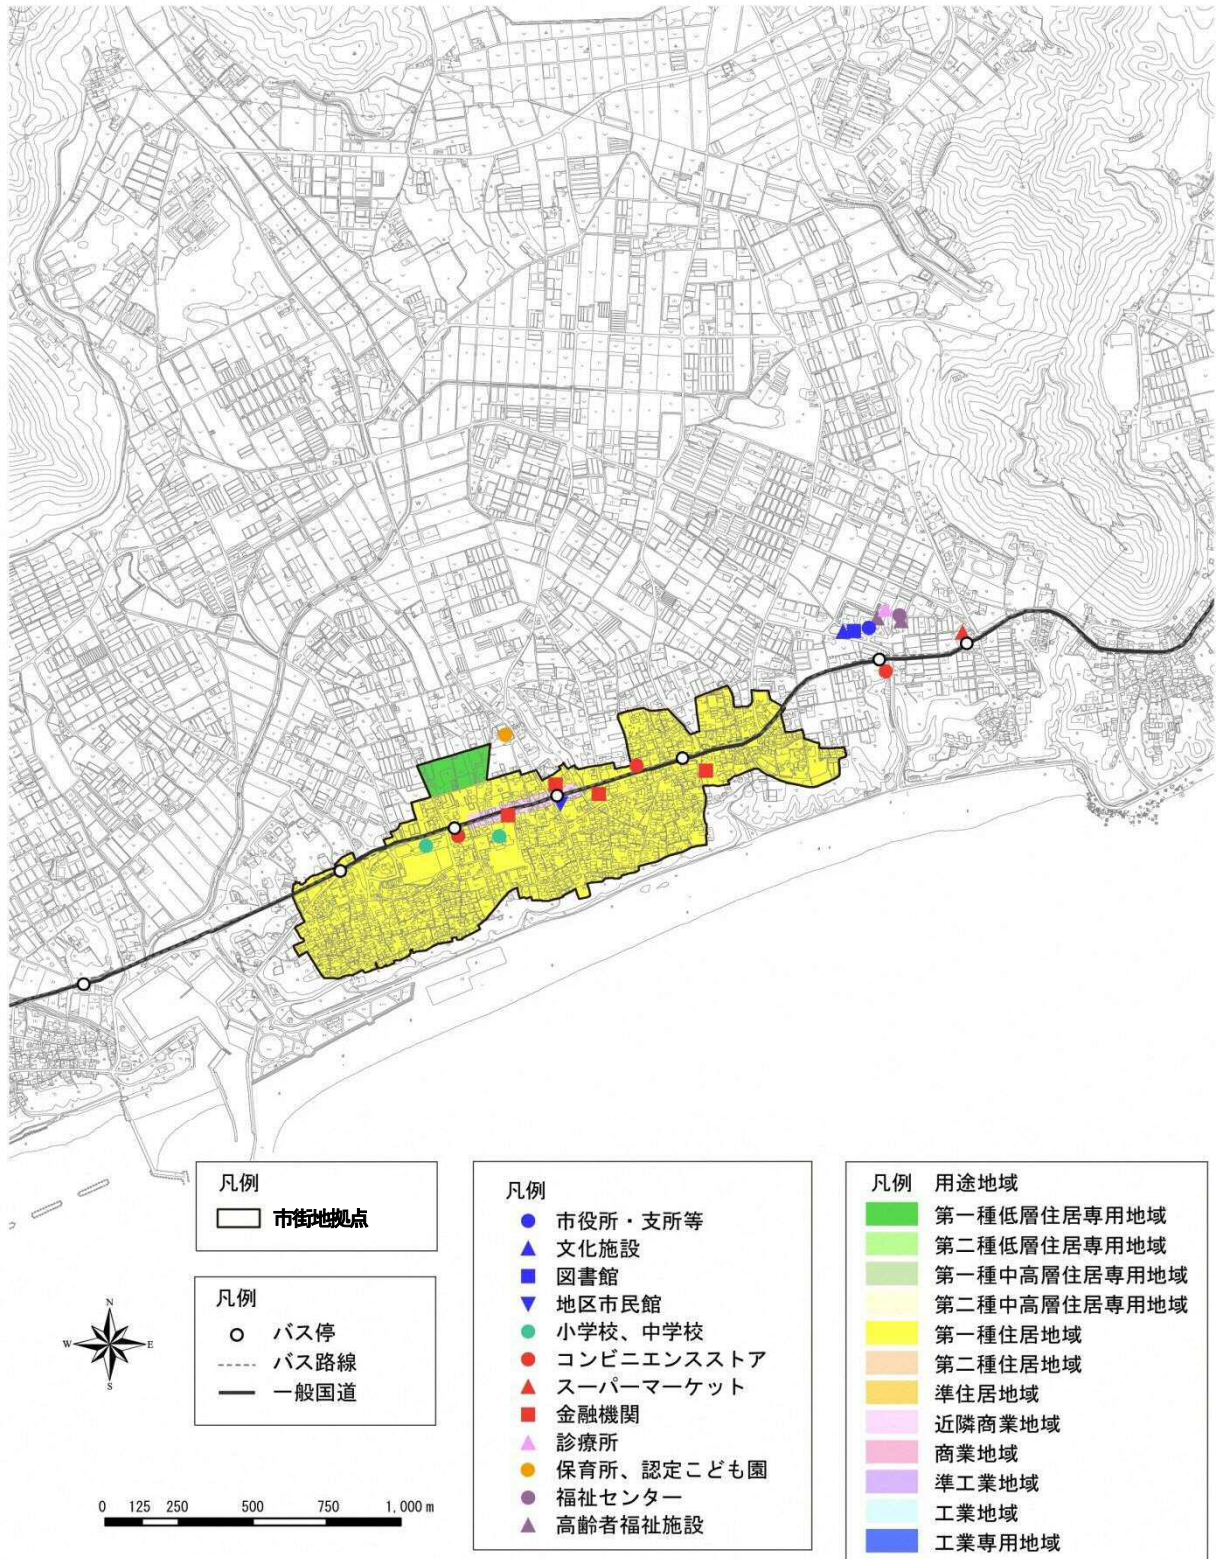 凡例
市街地拠点
凡例
バス停
バス路線
一般国道
N
W
E
S
0 125 250 500 750 1,000 m
凡例
市役所・支所等
文化施設
図書館
地区市民館
小学校、中学校
コンビニエンスストア
スーパーマーケット
金融機関
診療所
保育所、認定こども園
福祉センター
高齢者福祉施設
凡例 用途地域
第一種低層住居専用地域
第二種低層住居専用地域
第一種中高層住居専用地域
第二種中高層住居専用地域
第一種住居地域
第二種住居地域
準住居地域
近隣商業地域
商業地域
準工業地域
工業地域
工業専用地域